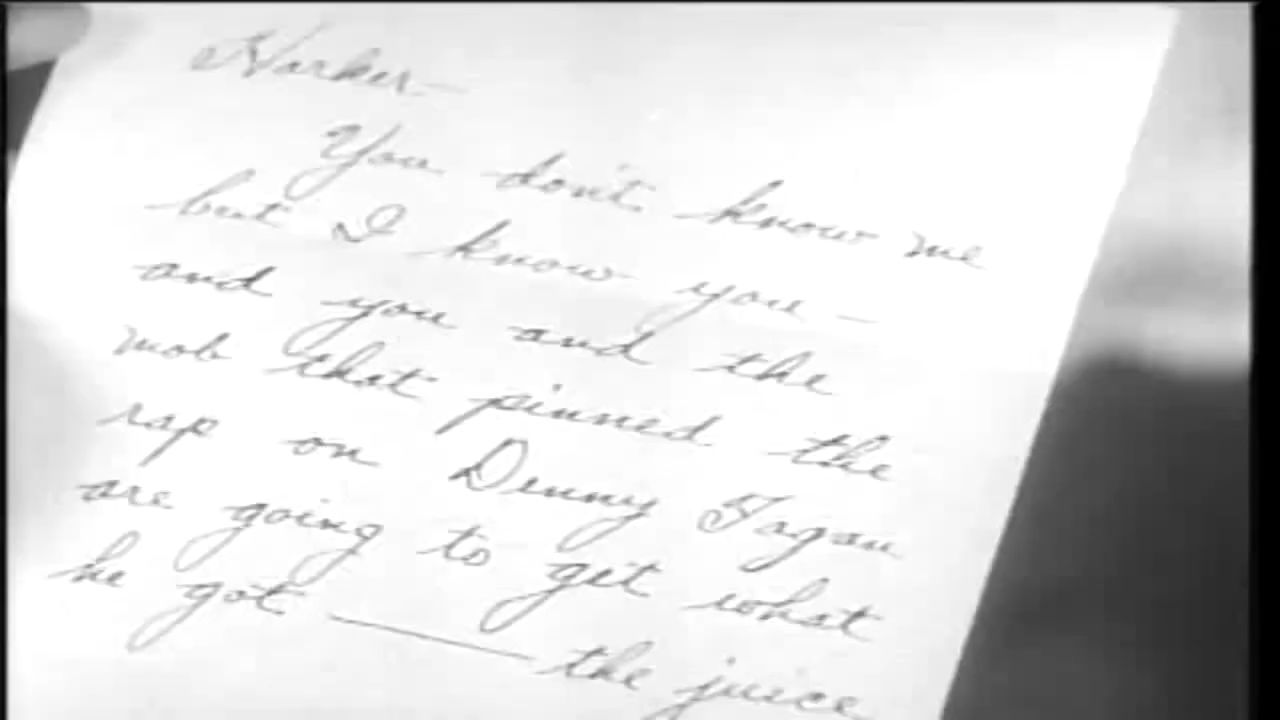 Harker—
You don't know me
but I know you —
and you and the
mob that pinned the
rap on Denny Fagan
are going to get what
he got —— the juice